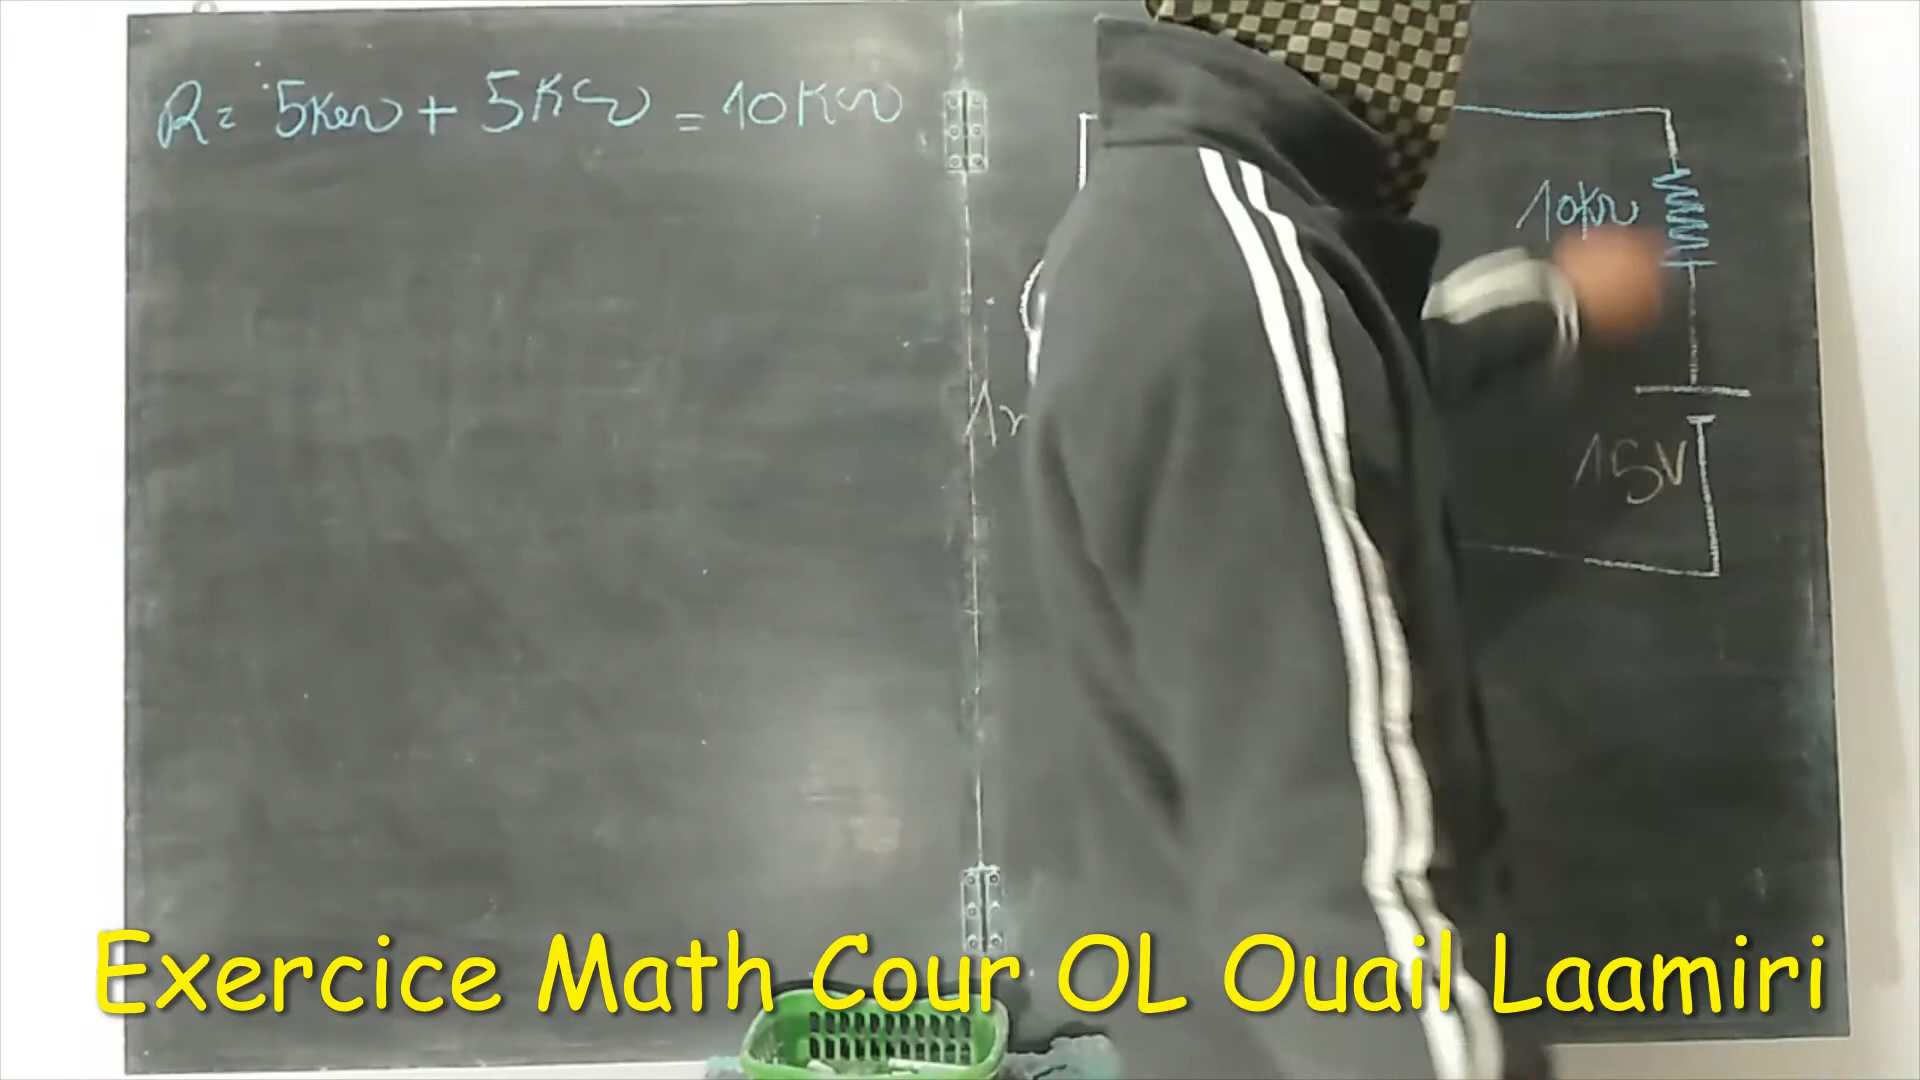 R = 5KΩ + 5KΩ = 10KΩ
10KΩ
15V
Exercice Math Cour OL Ouail Laamiri